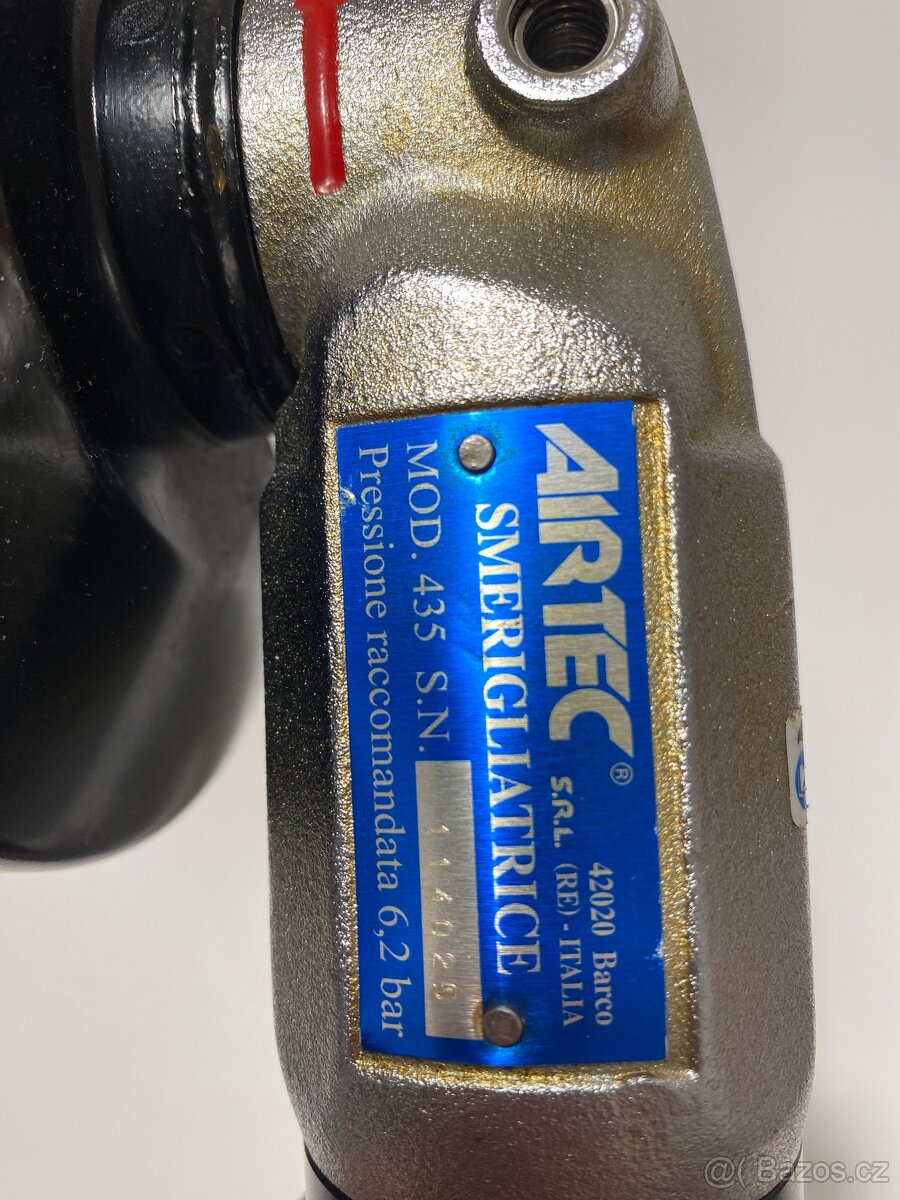 AIRTEC® S.R.L. 42020 Barco
(RE) - ITALIA
SMERIGLIATRICE
MOD. 435 S.N. 114029
Pressione raccomandata 6,2 bar
@( Bazos.cz